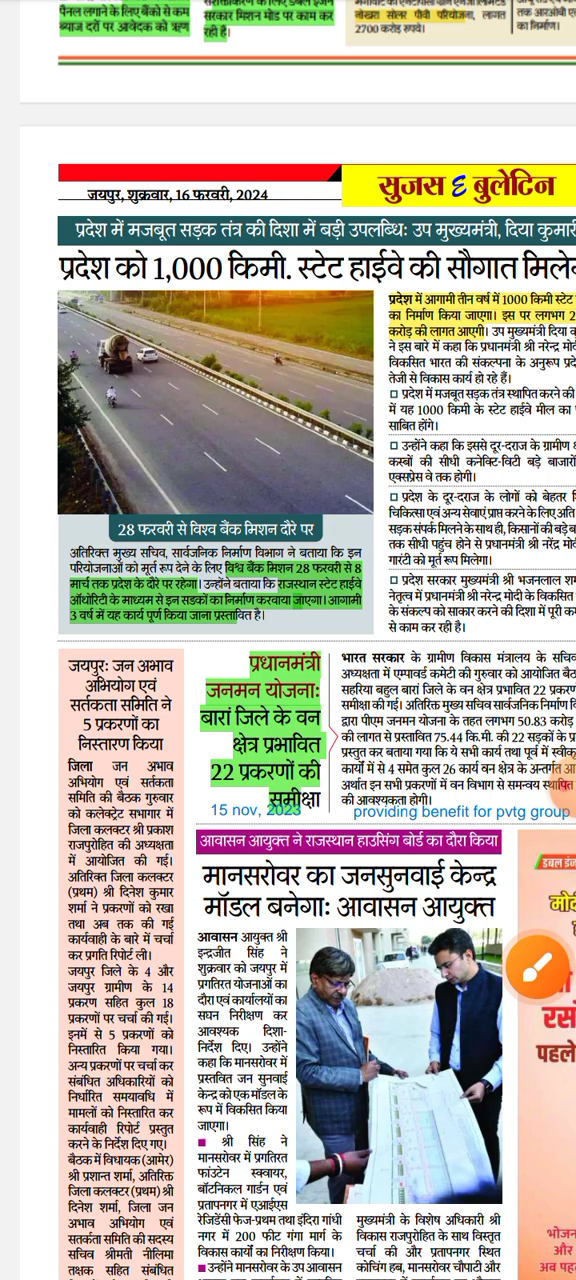 पैनल लगाने के लिए बैंको से कम
ब्याज दरों पर आवेदक को ऋण
सरकार मिशन मोड पर काम कर
रही है।
नोखरा सोलर पीवी परियोजना, लागत
2700 करोड़ रुपये।
तक आरओबी
का निर्माण।
जयपुर, शुक्रवार, 16 फरवरी, 2024
सुजस e बुलेटिन
प्रदेश में मजबूत सड़क तंत्र की दिशा में बड़ी उपलब्धि: उप मुख्यमंत्री, दिया कुमारी
प्रदेश को 1,000 किमी. स्टेट हाईवे की सौगात मिले
प्रदेश में आगामी तीन वर्ष में 1000 किमी स्टेट
का निर्माण किया जाएगा। इस पर लगभग 2
करोड़ की लागत आएगी। उप मुख्यमंत्री दिया
ने इस बारे में कहा कि प्रधानमंत्री श्री नरेन्द्र
विकसित भारत की संकल्पना के अनुरूप
तेजी से विकास कार्य हो रहे हैं।
□ प्रदेश में मजबूत सड़क तंत्र स्थापित करने की
में यह 1000 किमी के स्टेट हाईवे मील का
साबित होंगे।
□ उन्होंने कहा कि इससे दूर-दराज के ग्रामीण
कस्बों की सीधी कनेक्टि-विटी बड़े बाजारों
एक्सप्रेस वे तक होगी।
□ प्रदेश के दूर-दराज के लोगों को बेहतर
चिकित्सा एवं अन्य सेवाएं प्राप्त करने के लिए
सड़क संपर्क मिलने के साथ ही, किसानों की
तक सीधी पहुंच होने से प्रधानमंत्री श्री नरेंद्र
गारंटी को मूर्त रूप मिलेगा।
□ प्रदेश सरकार मुख्यमंत्री श्री भजनलाल
नेतृत्व में प्रधानमंत्री श्री नरेन्द्र मोदी के विकसित
के संकल्प को साकार करने की दिशा में पूरी
से काम कर रही है।
28 फरवरी से विश्व बैंक मिशन दौरे पर
अतिरिक्त मुख्य सचिव, सार्वजनिक निर्माण विभाग ने बताया कि इन
परियोजनाओं को मूर्त रूप देने के लिए विश्व बैंक मिशन 28 फरवरी से 8
मार्च तक प्रदेश के दौरे पर रहेगा। उन्होंने बताया कि राजस्थान स्टेट हाईवे
ऑथोरिटी के माध्यम से इन सडकों का निर्माण करवाया जाएगा। आगामी
3 वर्ष में यह कार्य पूर्ण किया जाना प्रस्तावित है।
जयपुर: जन अभाव
अभियोग एवं
सर्तकता समिति ने
5 प्रकरणों का
निस्तारण किया
जिला जन अभाव
अभियोग एवं सर्तकता
समिति की बैठक गुरुवार
को कलेक्ट्रेट सभागार में
जिला कलक्टर श्री प्रकाश
राजपुरोहित की अध्यक्षता
में आयोजित की गई।
अतिरिक्त जिला कलक्टर
(प्रथम) श्री दिनेश कुमार
शर्मा ने प्रकरणों को रखा
तथा अब तक की गई
कार्यवाही के बारे में चर्चा
कर प्रगति रिपोर्ट ली।
जयपुर जिले के 4 और
जयपुर ग्रामीण के 14
प्रकरण सहित कुल 18
प्रकरणों पर चर्चा की गई।
इनमें से 5 प्रकरणों को
निस्तारित किया गया।
अन्य प्रकरणों पर चर्चा कर
संबंधित अधिकारियों को
निर्धारित समयावधि में
मामलों को निस्तारित कर
कार्यवाही रिपोर्ट प्रस्तुत
करने के निर्देश दिए गए।
बैठक में विधायक (आमेर)
श्री प्रशान्त शर्मा, अतिरिक्त
जिला कलक्टर (प्रथम) श्री
दिनेश शर्मा, जिला जन
अभाव अभियोग एवं
सतर्कता समिति की सदस्य
सचिव श्रीमती नीलिमा
तक्षक सहित संबंधित
प्रधानमंत्री
जनमन योजना:
बारां जिले के वन
क्षेत्र प्रभावित
22 प्रकरणों की
समीक्षा
15 nov, 2023
भारत सरकार के ग्रामीण विकास मंत्रालय के सचिव
अध्यक्षता में एम्पावर्ड कमेटी की गुरुवार को आयोजित
सहरिया बहुल बारां जिले के वन क्षेत्र प्रभावित 22
समीक्षा की गई। अतिरिक्त मुख्य सचिव सार्वजनिक निर्माण
द्वारा पीएम जनमन योजना के तहत लगभग 50.83 करोड़
की लागत से प्रस्तावित 75.44 कि.मी. की 22 सड़कों के
प्रस्तुत कर बताया गया कि ये सभी कार्य तथा पूर्व में
कार्यों में से 4 समेत कुल 26 कार्य वन क्षेत्र के अन्तर्गत
अर्थात इन सभी प्रकरणों में वन विभाग से समन्वय स्थापित
की आवश्यकता होगी।
providing benefit for pvtg group
आवासन आयुक्त ने राजस्थान हाउसिंग बोर्ड का दौरा किया
मानसरोवर का जनसुनवाई केन्द्र
मॉडल बनेगा: आवासन आयुक्त
आवासन आयुक्त श्री
इन्द्रजीत सिंह ने
शुक्रवार को जयपुर में
प्रगतिरत योजनाओं का
दौरा एवं कार्यालयों का
सघन निरीक्षण कर
आवश्यक दिशा-
निर्देश दिए। उन्होंने
कहा कि मानसरोवर में
प्रस्तवित जन सुनवाई
केन्द्र को एक मॉडल के
रूप में विकसित किया
जाएगा।
■ श्री सिंह ने
मानसरोवर में प्रगतिरत
फांउटेन स्क्वायर,
बॉटनिकल गार्डन एवं
प्रतापनगर में एआईएस
रेजिडेंसी फेज-प्रथम तथा इंदिरा गांधी
नगर में 200 फीट गंगा मार्ग के
विकास कार्यों का निरीक्षण किया।
■ उन्होंने मानसरोवर के उप आवासन
मुख्यमंत्री के विशेष अधिकारी श्री
विकास राजपुरोहित के साथ विस्तृत
चर्चा की और प्रतापनगर स्थित
कोचिंग हब, मानसरोवर चौपाटी और
डबल इंज
मोदी
रसो
पहले
भोजन
और
अब पह